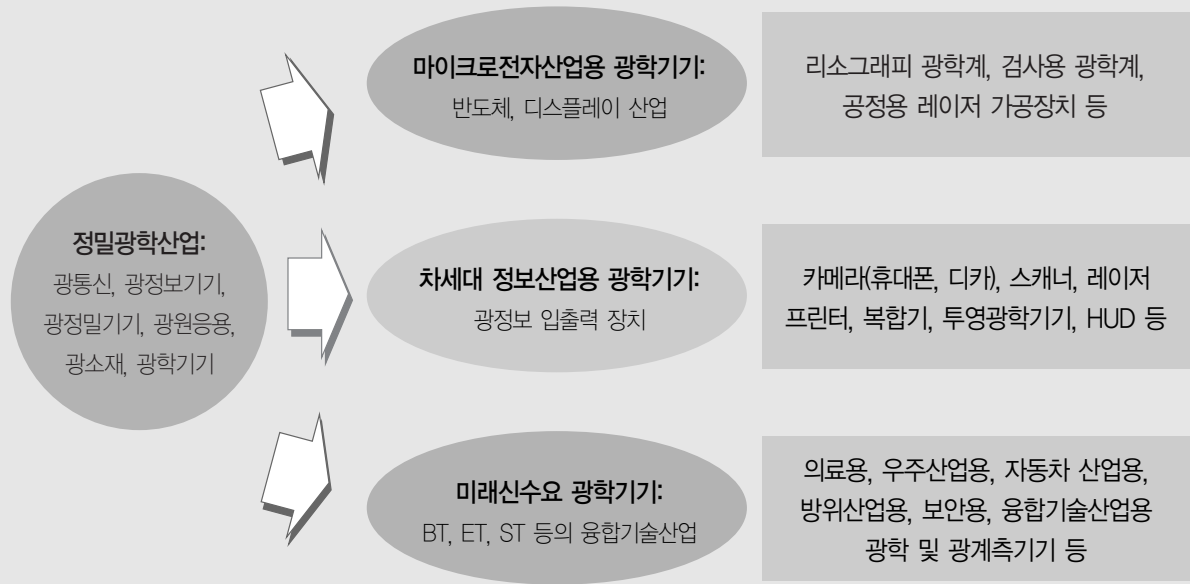 마이크로전자산업용 광학기기:
반도체, 디스플레이 산업
리소그래피 광학계, 검사용 광학계,
공정용 레이저 가공장치 등
정밀광학산업:
광통신, 광정보기기,
광정밀기기, 광원응용,
광소재, 광학기기
차세대 정보산업용 광학기기:
광정보 입출력 장치
카메라(휴대폰, 디카), 스캐너, 레이저
프린터, 복합기, 투영광학기기, HUD 등
미래신수요 광학기기:
BT, ET, ST 등의 융합기술산업
의료용, 우주산업용, 자동차 산업용,
방위산업용, 보안용, 융합기술산업용
광학 및 광계측기기 등